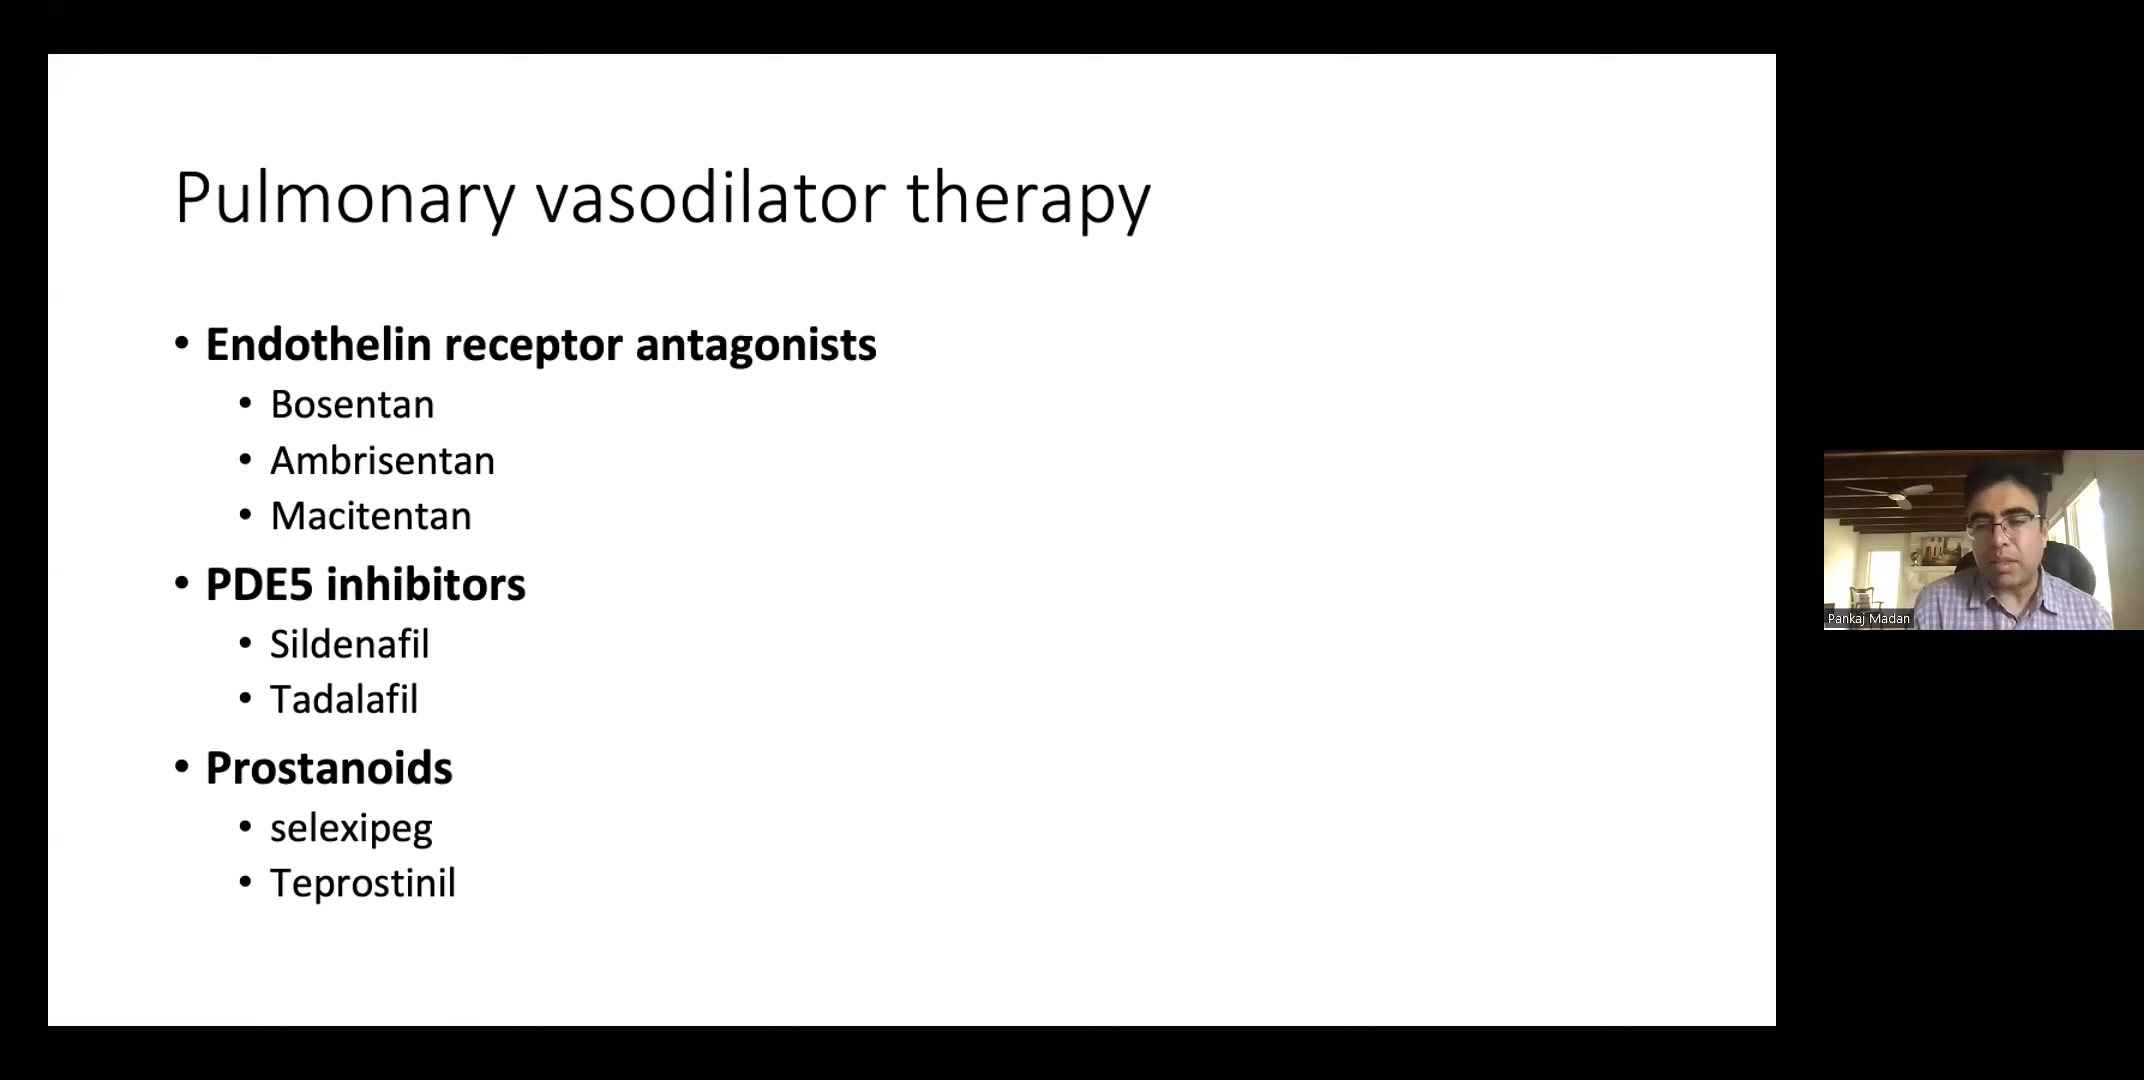 Pulmonary vasodilator therapy
• Endothelin receptor antagonists
• Bosentan
• Ambrisentan
• Macitentan
• PDE5 inhibitors
• Sildenafil
• Tadalafil
• Prostanoids
• selexipeg
• Teprostinil
Pankaj Madan